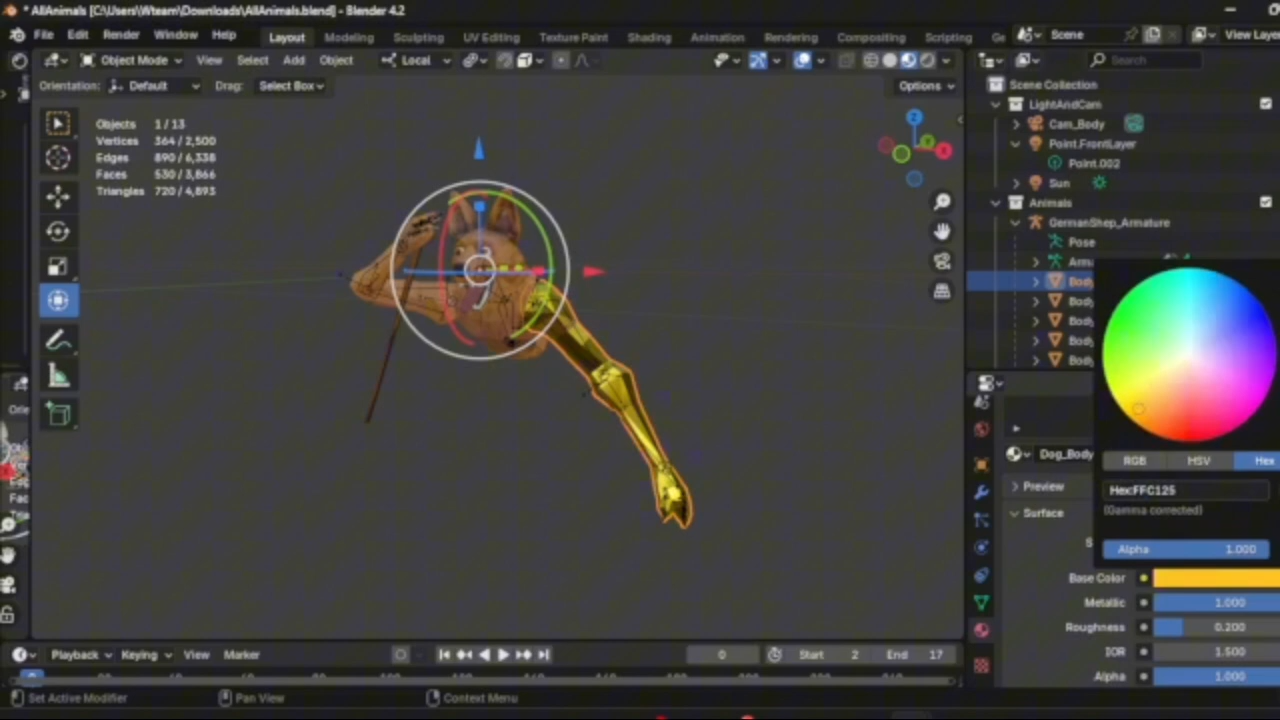 * AllAnimals [C:\Users\Wteam\Downloads\AllAnimals.blend] - Blender 4.2
File Edit Render Window Help Layout Modeling Sculpting UV Editing Texture Paint Shading Animation Rendering Compositing Scripting Ge Scene View Laye
Object Mode View Select Add Object Local Search
Orientation: Default Drag: Select Box Options
Scene Collection
LightAndCam
Objects 1 / 13
Cam_Body
Vertices 364 / 2,500
Point.FrontLayer
Edges 890 / 6,338
Faces 530 / 3,866
Point.002
Triangles 720 / 4,893
Sun
Animals
GermanShep_Armature
Pose
Arma
Body
Body
Body
Body
Body
Z
X
Y
Dog_Body
RGB HSV Hex
Preview
Hex:FFC125
(Gamma corrected)
Surface
S
Alpha 1.000
Base Color
Metallic 1.000
Roughness 0.200
IOR 1.500
Alpha 1.000
Playback Keying View Marker 0 Start 2 End 17
Set Active Modifier Pan View Context Menu